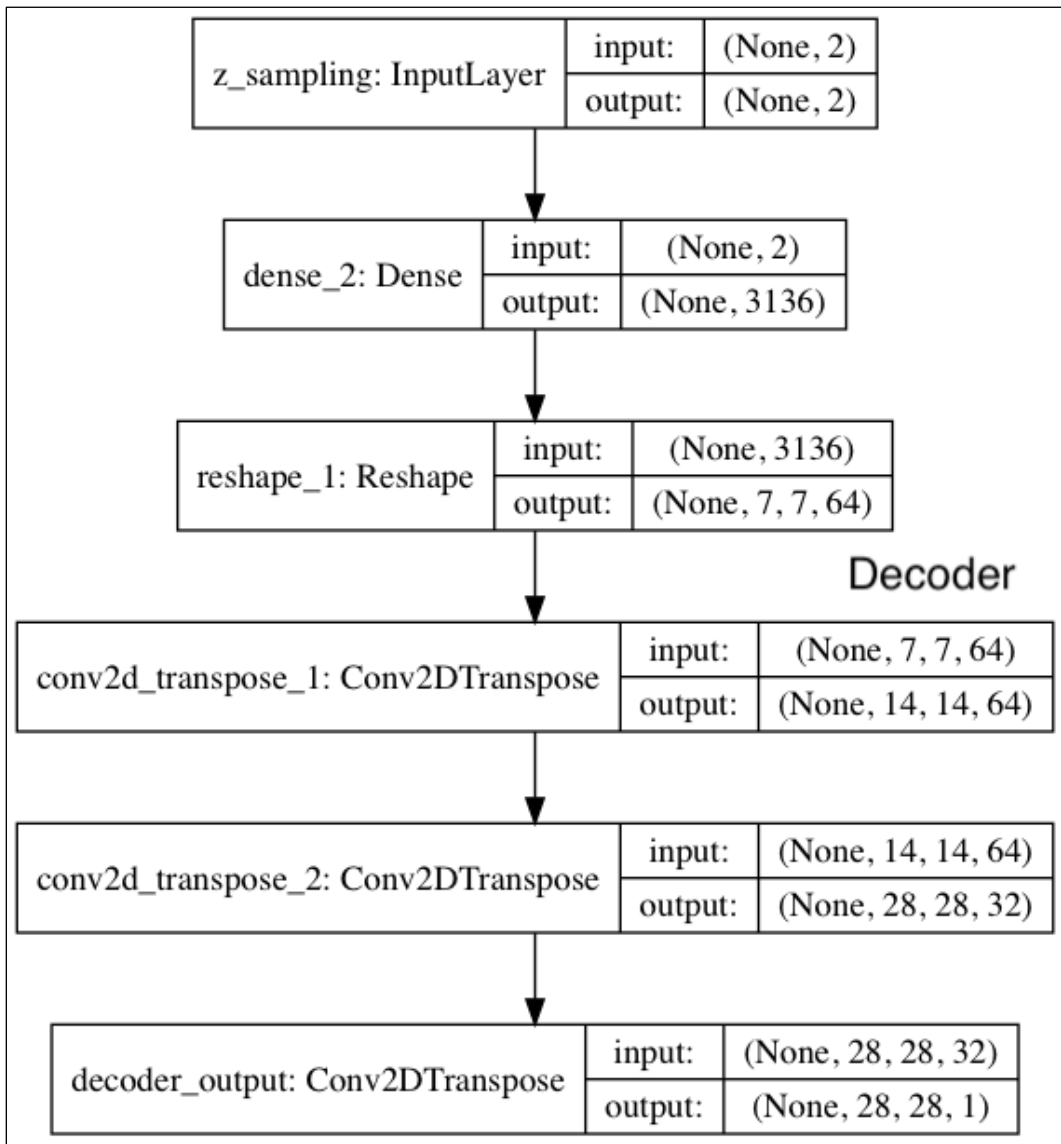 z_sampling: InputLayer
input: (None, 2)
output: (None, 2)
dense_2: Dense
input: (None, 2)
output: (None, 3136)
reshape_1: Reshape
input: (None, 3136)
output: (None, 7, 7, 64)
Decoder
conv2d_transpose_1: Conv2DTranspose
input: (None, 7, 7, 64)
output: (None, 14, 14, 64)
conv2d_transpose_2: Conv2DTranspose
input: (None, 14, 14, 64)
output: (None, 28, 28, 32)
decoder_output: Conv2DTranspose
input: (None, 28, 28, 32)
output: (None, 28, 28, 1)